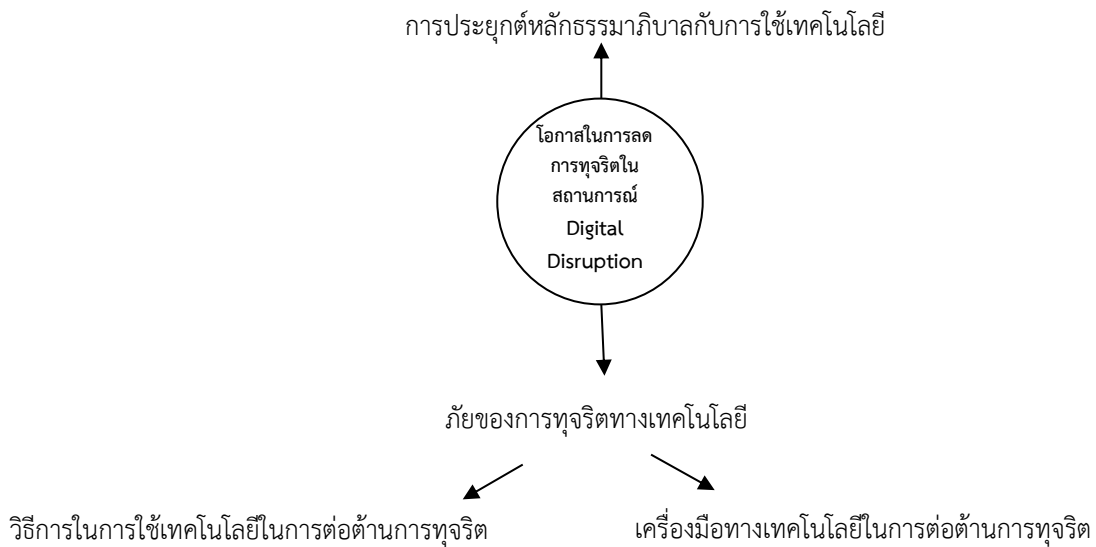 การประยุกต์หลักธรรมาภิบาลกับการใช้เทคโนโลยี
โอกาสในการลด
การทุจริตใน
สถานการณ์
Digital
Disruption
ภัยของการทุจริตทางเทคโนโลยี
วิธีการในการใช้เทคโนโลยีในการต่อต้านการทุจริต
เครื่องมือทางเทคโนโลยีในการต่อต้านการทุจริต